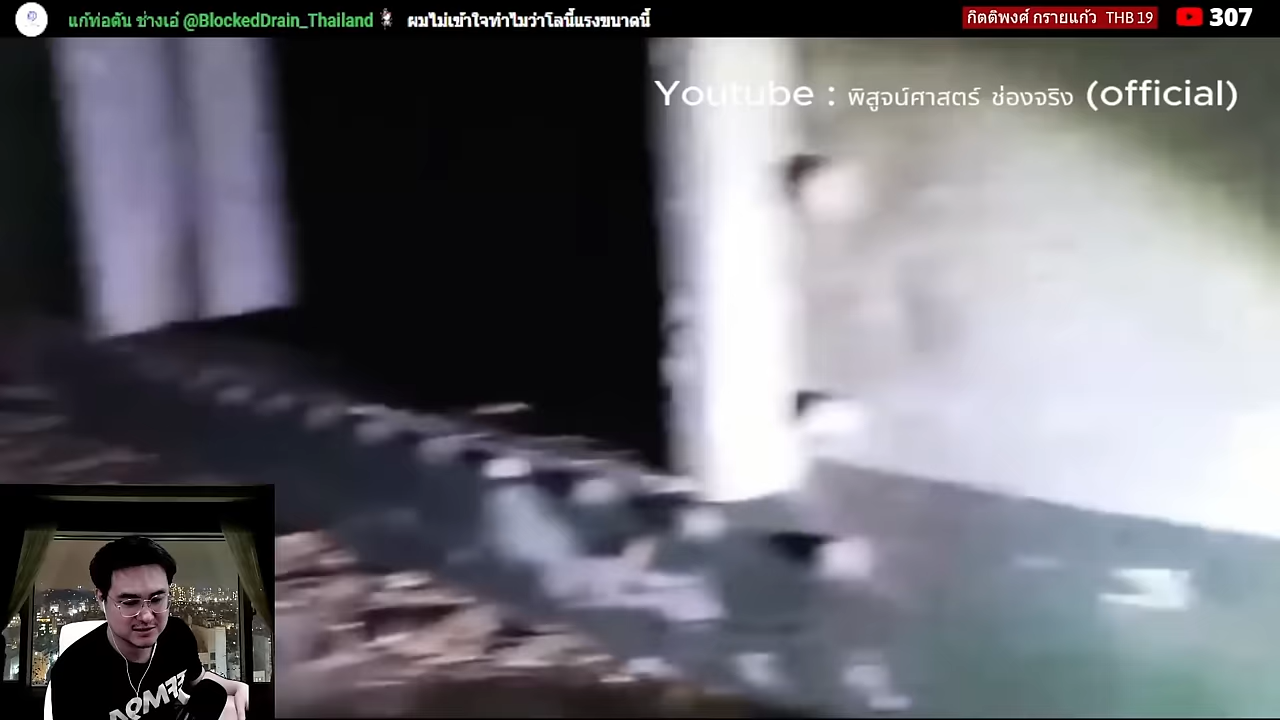 แก้ท่อตัน ช่างเอ๋ @BlockedDrain_Thailand ผมไม่เข้าใจทำไมว่าโลนี้แรงขนาดนี้
กิตติพงศ์ กรายแก้ว THB 19
307
Youtube : พิสูจน์ศาสตร์ ช่องจริง (official)